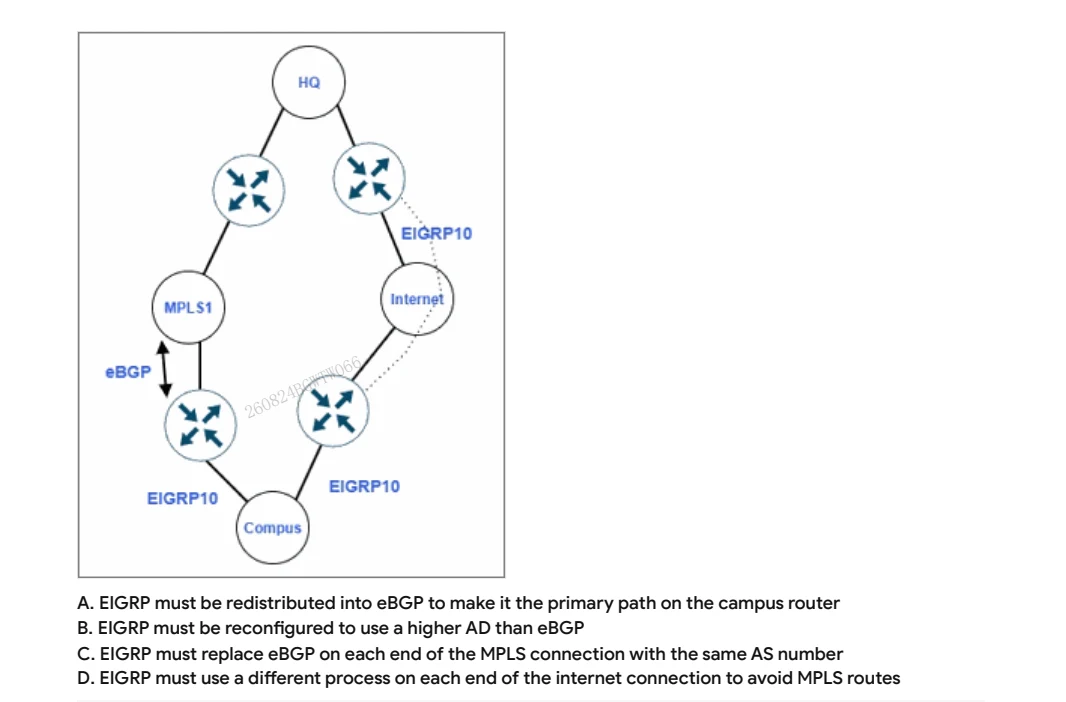 HQ
EIGRP10
Internet
MPLS1
eBGP
260824BGWTW066
EIGRP10
EIGRP10
Compus
A. EIGRP must be redistributed into eBGP to make it the primary path on the campus router
B. EIGRP must be reconfigured to use a higher AD than eBGP
C. EIGRP must replace eBGP on each end of the MPLS connection with the same AS number
D. EIGRP must use a different process on each end of the internet connection to avoid MPLS routes